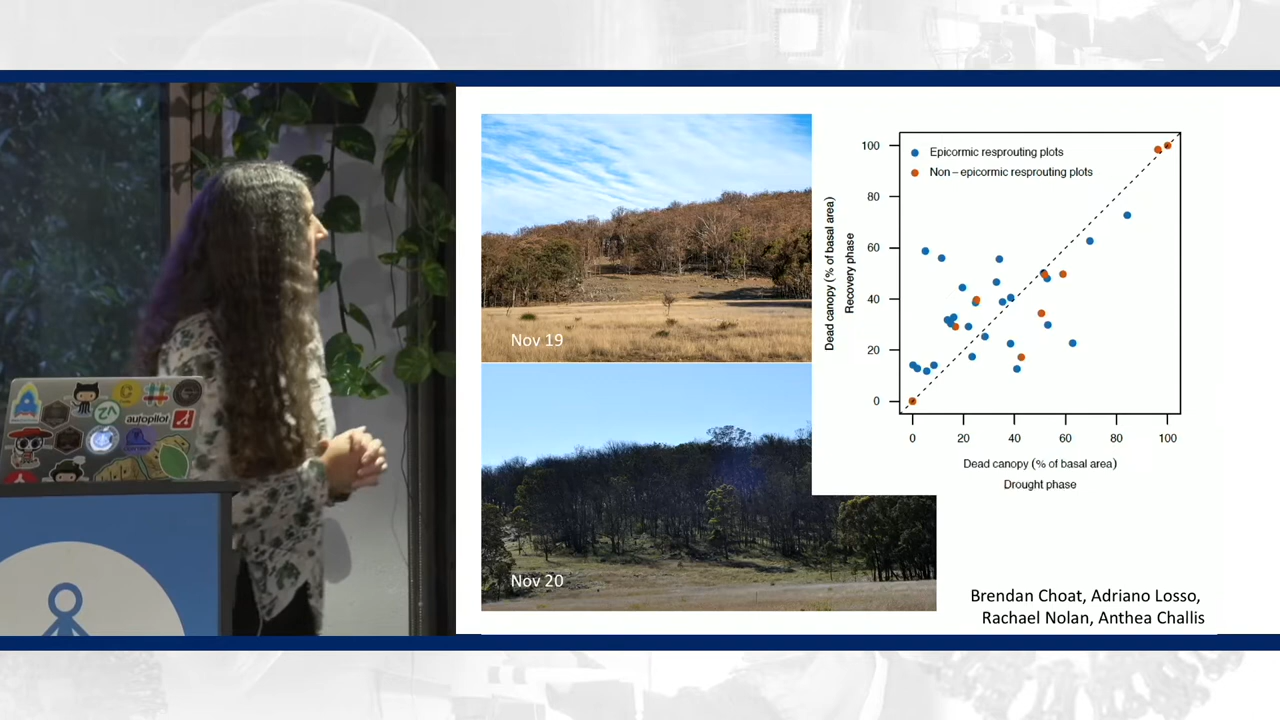 autopilot
Nov 19
Nov 20
Epicormic resprouting plots
Non – epicormic resprouting plots
100
80
60
40
20
0
Dead canopy (% of basal area)
Recovery phase
0 20 40 60 80 100
Dead canopy (% of basal area)
Drought phase
Brendan Choat, Adriano Losso,
Rachael Nolan, Anthea Challis